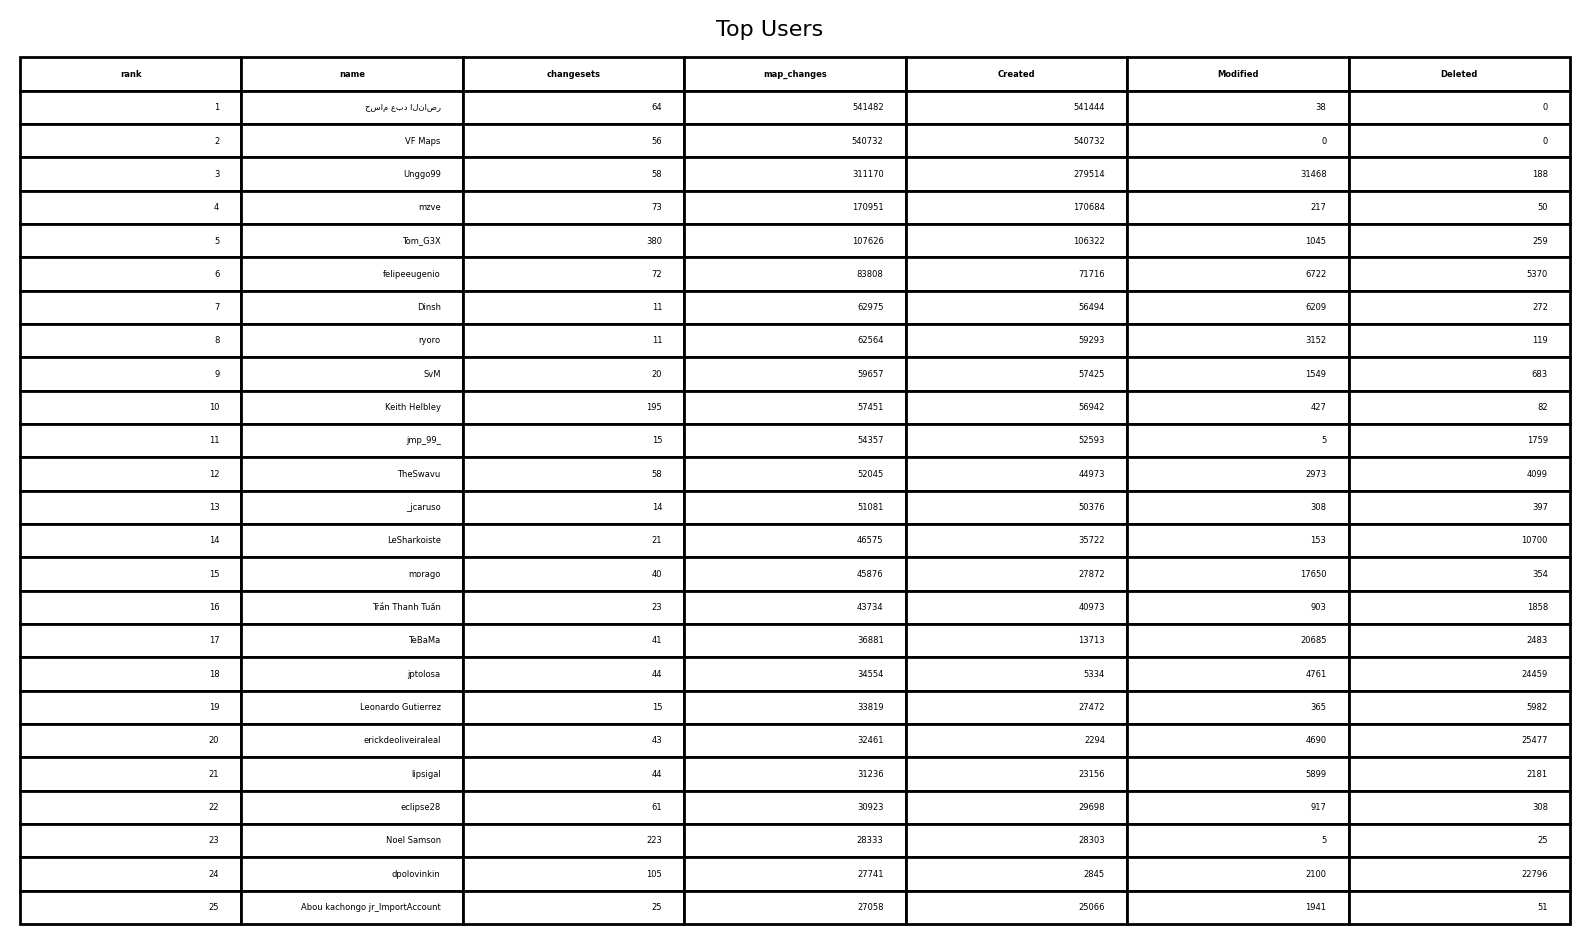 Top Users
rank name changesets map_changes Created Modified Deleted
1 حسام عبد الناصر 64 541482 541444 38 0
2 VF Maps 56 540732 540732 0 0
3 Unggo99 58 311170 279514 31468 188
4 mzve 73 170951 170684 217 50
5 Tom_G3X 380 107626 106322 1045 259
6 felipeeugenio 72 83808 71716 6722 5370
7 Dinsh 11 62975 56494 6209 272
8 ryoro 11 62564 59293 3152 119
9 SvM 20 59657 57425 1549 683
10 Keith Helbley 195 57451 56942 427 82
11 jmp_99_ 15 54357 52593 5 1759
12 TheSwavu 58 52045 44973 2973 4099
13 _jcaruso 14 51081 50376 308 397
14 LeSharkoiste 21 46575 35722 153 10700
15 morago 40 45876 27872 17650 354
16 Trần Thanh Tuấn 23 43734 40973 903 1858
17 TeBaMa 41 36881 13713 20685 2483
18 jptolosa 44 34554 5334 4761 24459
19 Leonardo Gutierrez 15 33819 27472 365 5982
20 erickdeoliveiraleal 43 32461 2294 4690 25477
21 lipsigal 44 31236 23156 5899 2181
22 eclipse28 61 30923 29698 917 308
23 Noel Samson 223 28333 28303 5 25
24 dpolovinkin 105 27741 2845 2100 22796
25 Abou kachongo jr_ImportAccount 25 27058 25066 1941 51